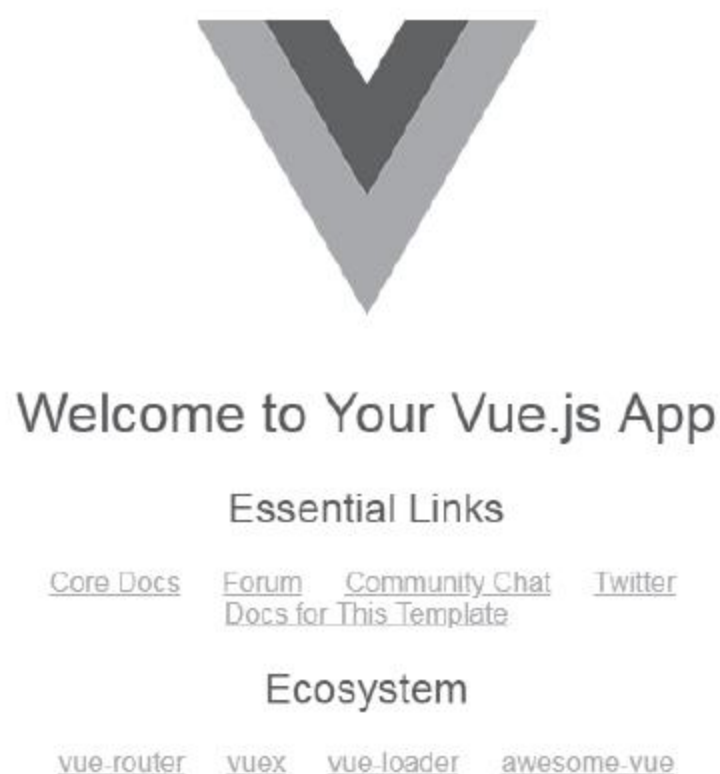 Welcome to Your Vue.js App
Essential Links
Core Docs Forum Community Chat Twitter
Docs for This Template
Ecosystem
vue-router vuex vue-loader awesome-vue